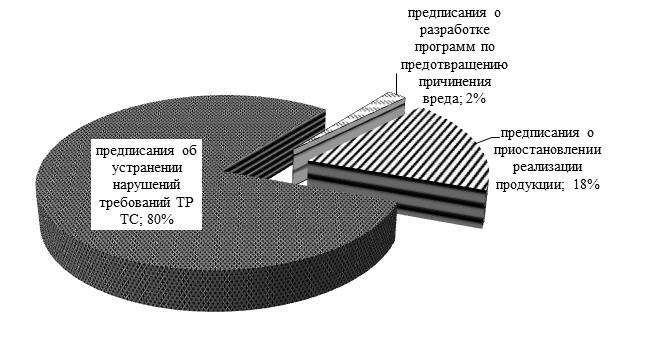 предписания о
разработке
программ по
предотвращению
причинения
вреда; 2%
предписания о
приостановлении
реализации
продукции;  18%
предписания об
устранении
нарушений
требований ТР
ТС; 80%